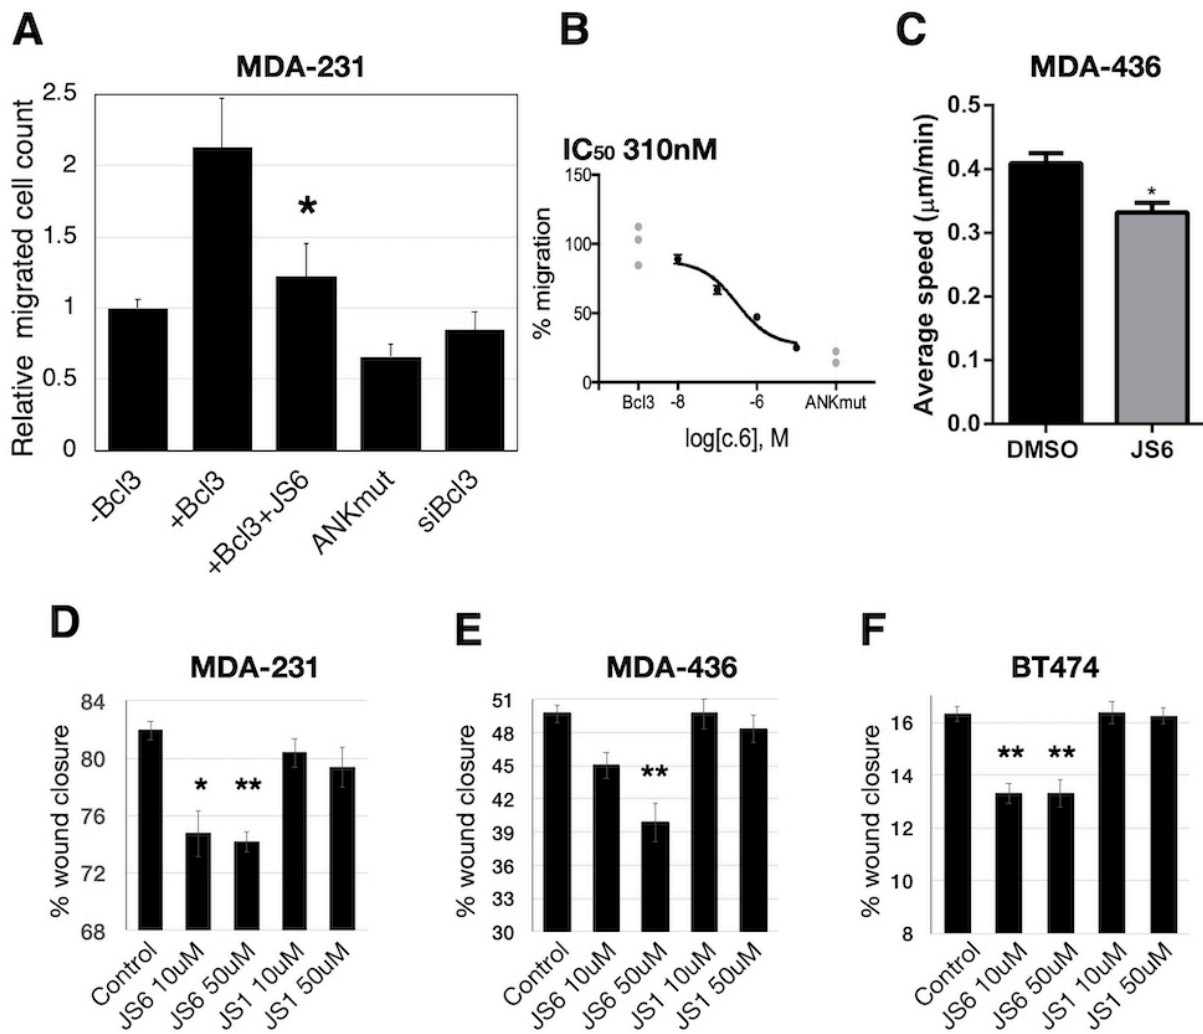 A
MDA-231
Relative migrated cell count
2.5
2
1.5
1
0.5
0
*
-Bcl3
+Bcl3
+Bcl3+JS6
ANKmut
siBcl3
B
IC50 310nM
% migration
150
100
50
0
Bcl3
-8
-6
ANKmut
log[c.6], M
C
MDA-436
Average speed (μm/min)
0.5
0.4
0.3
0.2
0.1
0.0
*
DMSO
JS6
D
MDA-231
% wound closure
84
80
76
72
68
*
**
Control
JS6 10uM
JS6 50uM
JS1 10uM
JS1 50uM
E
MDA-436
% wound closure
51
48
45
42
39
36
33
30
**
Control
JS6 10uM
JS6 50uM
JS1 10uM
JS1 50uM
F
BT474
% wound closure
16
14
12
10
8
**
**
Control
JS6 10uM
JS6 50uM
JS1 10uM
JS1 50uM